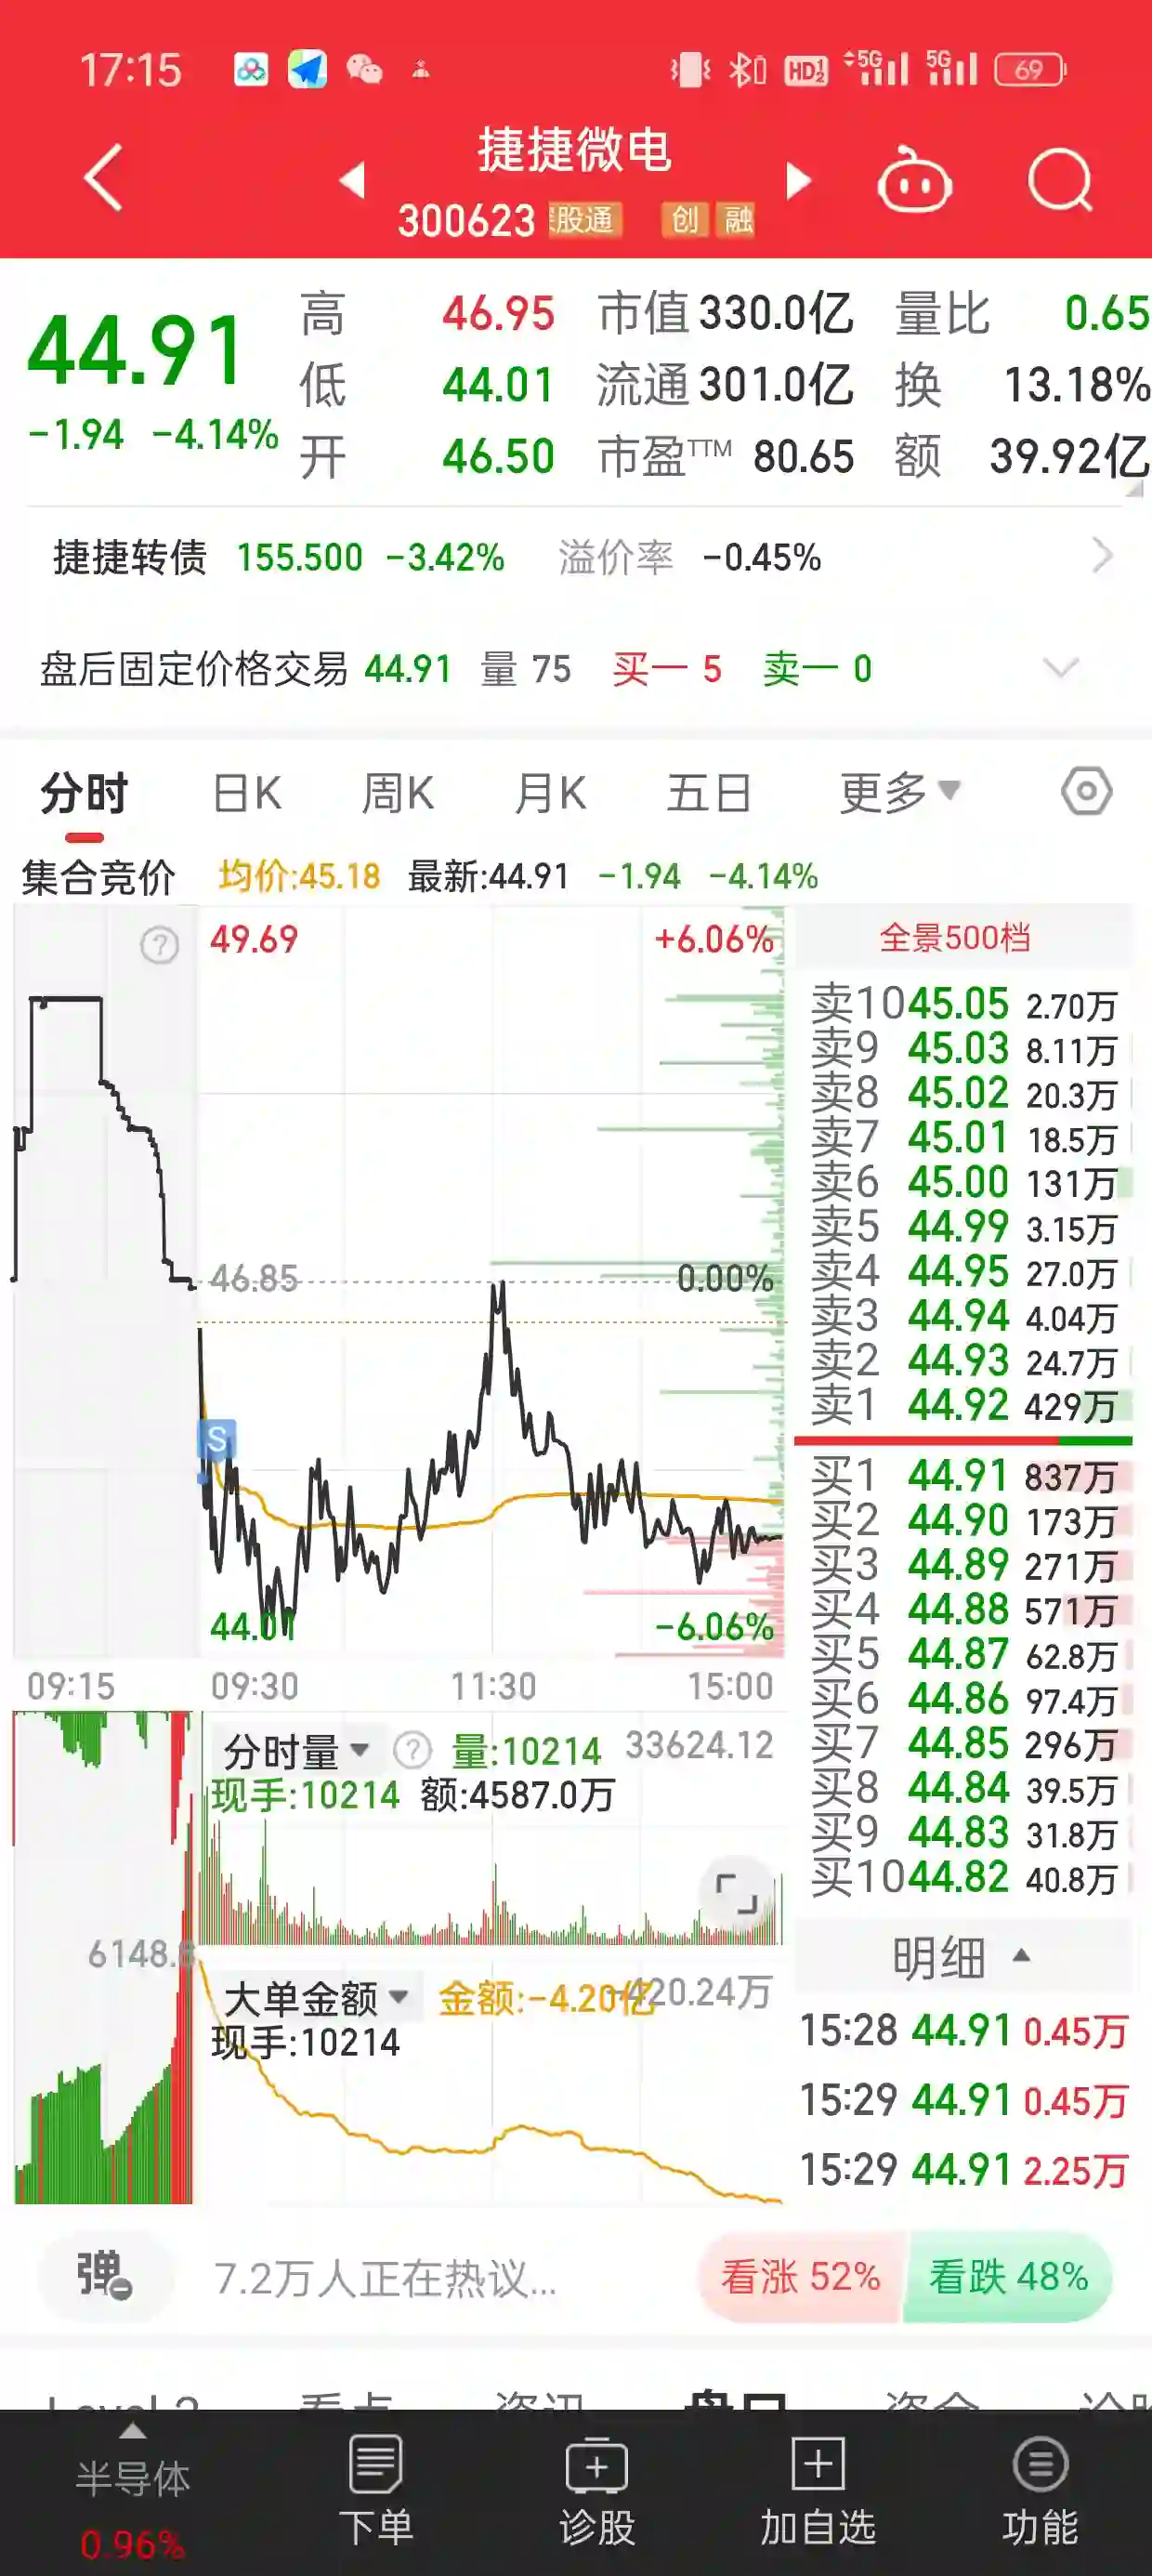 17:15 HD1 2 5G 5G 69
捷捷微电
300623 股通 创 融
44.91
-1.94 -4.14%
高 46.95 市值 330.0亿 量比 0.65
低 44.01 流通 301.0亿 换 13.18%
开 46.50 市盈TTM 80.65 额 39.92亿
捷捷转债 155.500 -3.42% 溢价率 -0.45%
盘后固定价格交易 44.91 量 75 买一 5 卖一 0
分时 日K 周K 月K 五日 更多
集合竞价 均价:45.18 最新:44.91 -1.94 -4.14%
? 49.69 +6.06%
46.85 0.00%
S
44.01 -6.06%
09:15 09:30 11:30 15:00
分时量 ? 量:10214 33624.12
现手:10214 额:4587.0万
6148.8
大单金额 金额:-4.20亿 -420.24万
现手:10214
全景500档
卖10 45.05 2.70万
卖9 45.03 8.11万
卖8 45.02 20.3万
卖7 45.01 18.5万
卖6 45.00 131万
卖5 44.99 3.15万
卖4 44.95 27.0万
卖3 44.94 4.04万
卖2 44.93 24.7万
卖1 44.92 429万
买1 44.91 837万
买2 44.90 173万
买3 44.89 271万
买4 44.88 571万
买5 44.87 62.8万
买6 44.86 97.4万
买7 44.85 296万
买8 44.84 39.5万
买9 44.83 31.8万
买10 44.82 40.8万
明细
15:28 44.91 0.45万
15:29 44.91 0.45万
15:29 44.91 2.25万
弹 7.2万人正在热议... 看涨 52% 看跌 48%
Level 2 看点 资讯 盘口 资金 诊股
半导体 下单 诊股 加自选 功能
0.96%